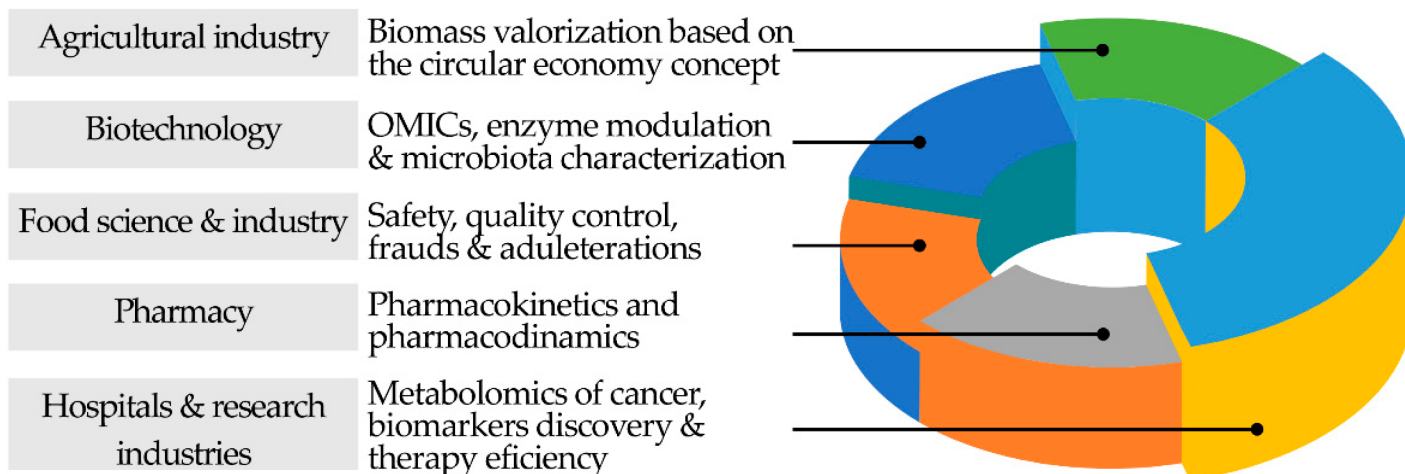 Agricultural industry
Biomass valorization based on
the circular economy concept
Biotechnology
OMICs, enzyme modulation
& microbiota characterization
Food science & industry
Safety, quality control,
frauds & aduleterations
Pharmacy
Pharmacokinetics and
pharmacodinamics
Hospitals & research
industries
Metabolomics of cancer,
biomarkers discovery &
therapy eficiency